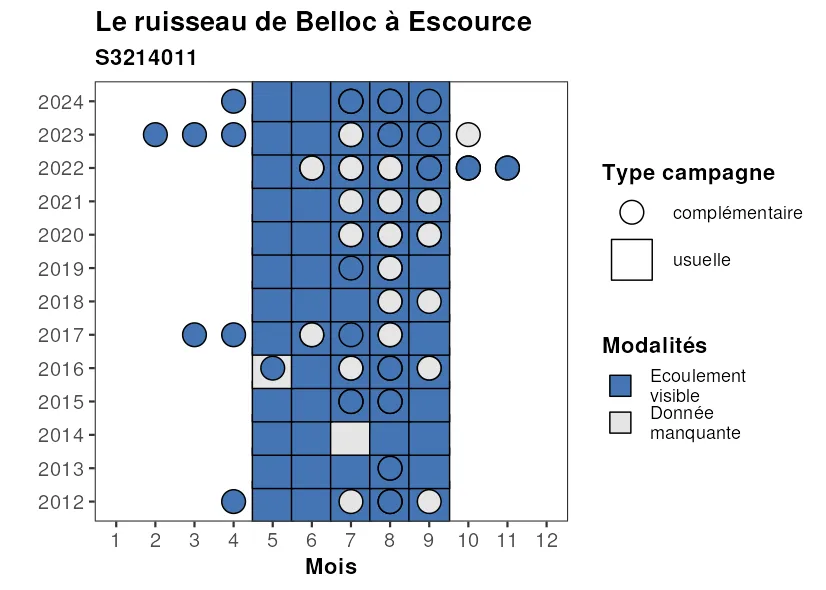 Le ruisseau de Belloc à Escource
S3214011
2024
2023
2022
2021
2020
2019
2018
2017
2016
2015
2014
2013
2012
1 2 3 4 5 6 7 8 9 10 11 12
Mois
Type campagne
complémentaire
usuelle
Modalités
Ecoulement
visible
Donnée
manquante